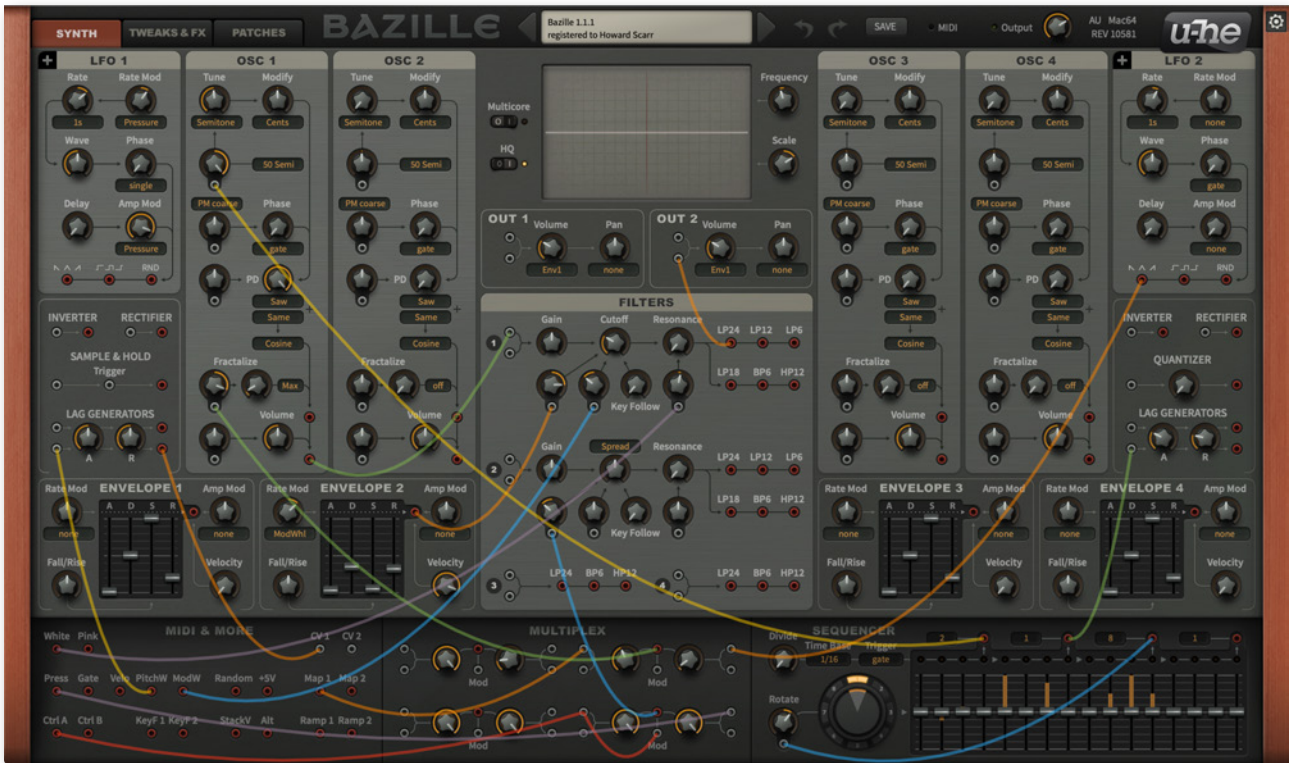 SYNTH TWEAKS & FX PATCHES
BAZILLE
Bazille 1.1.1
registered to Howard Scarr
SAVE MIDI Output
AU Mac64
REV 10581
u-he
LFO 1
Rate Rate Mod
1s Pressure
Wave Phase
single
Delay Amp Mod
Pressure
RND
INVERTER RECTIFIER
SAMPLE & HOLD
Trigger
LAG GENERATORS
A R
OSC 1
Tune Modify
Semitone Cents
50 Semi
PM coarse Phase
gate
PD
Saw
Same
Cosine
Fractalize
Max
Volume
OSC 2
Tune Modify
Semitone Cents
50 Semi
PM coarse Phase
gate
PD
Saw
Same
Cosine
Fractalize
off
Volume
Multicore
HQ
Frequency
Scale
OUT 1 Volume Pan
Env1 none
OUT 2 Volume Pan
Env1 none
FILTERS
Gain Cutoff Resonance
LP24 LP12 LP6
1
LP18 BP6 HP12
Key Follow
Gain Spread Resonance
LP24 LP12 LP6
2
LP18 BP6 HP12
Key Follow
3 LP24 BP6 HP12 4 LP24 BP6 HP12
OSC 3
Tune Modify
Semitone Cents
50 Semi
PM coarse Phase
gate
PD
Saw
Same
Cosine
Fractalize
off
Volume
OSC 4
Tune Modify
Semitone Cents
50 Semi
PM coarse Phase
gate
PD
Saw
Same
Cosine
Fractalize
off
Volume
LFO 2
Rate Rate Mod
1s none
Wave Phase
gate
Delay Amp Mod
none
RND
INVERTER RECTIFIER
QUANTIZER
LAG GENERATORS
A R
Rate Mod ENVELOPE 1 Amp Mod
A D S R
none none
Fall/Rise Velocity
Rate Mod ENVELOPE 2 Amp Mod
A D S R
ModWhl none
Fall/Rise Velocity
Rate Mod ENVELOPE 3 Amp Mod
A D S R
none none
Fall/Rise Velocity
Rate Mod ENVELOPE 4 Amp Mod
A D S R
none none
Fall/Rise Velocity
MIDI & MORE
White Pink CV 1 CV 2
Press Gate Velo PitchW ModW Random +5V Map 1 Map 2
Ctrl A Ctrl B KeyF 1 KeyF 2 StackV Alt Ramp 1 Ramp 2
MULTIPLEX
Mod Mod
Mod Mod
SEQUENCER
Divide Time Base Trigger
1/16 gate
Rotate
2 1 8 1